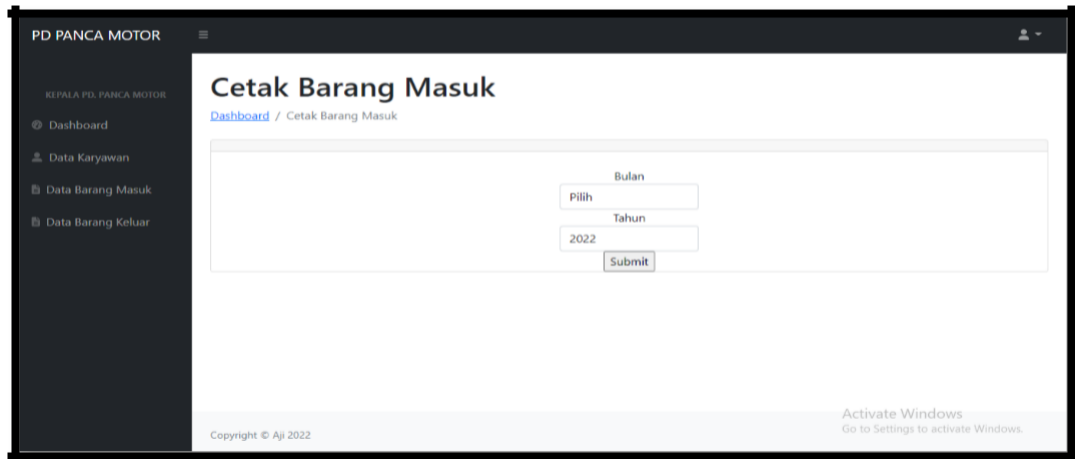 PD PANCA MOTOR
KEPALA PD. PANCA MOTOR
Dashboard
Data Karyawan
Data Barang Masuk
Data Barang Keluar
Cetak Barang Masuk
Dashboard / Cetak Barang Masuk
Bulan
Pilih
Tahun
2022
Submit
Activate Windows
Go to Settings to activate Windows.
Copyright © Aji 2022